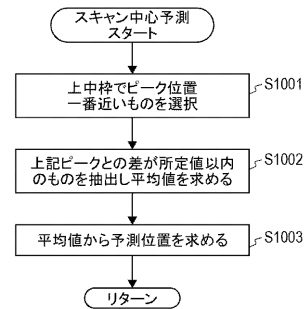 スキャン中心予測
スタート
上中枠でピーク位置
一番近いものを選択
S1001
上記ピークとの差が所定値以内
のものを抽出し平均値を求める
S1002
平均値から予測位置を求める
S1003
リターン